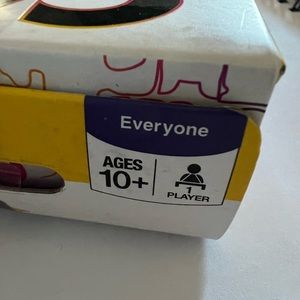 Everyone
AGES
10+
1
PLAYER